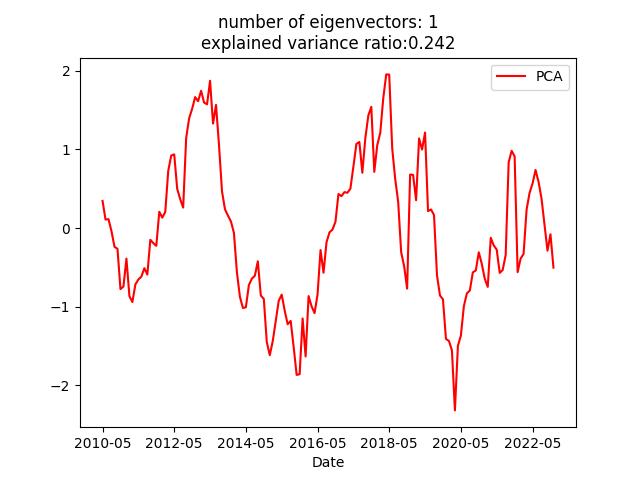 number of eigenvectors: 1
explained variance ratio:0.242
PCA
2
1
0
−1
−2
2010-05 2012-05 2014-05 2016-05 2018-05 2020-05 2022-05
Date